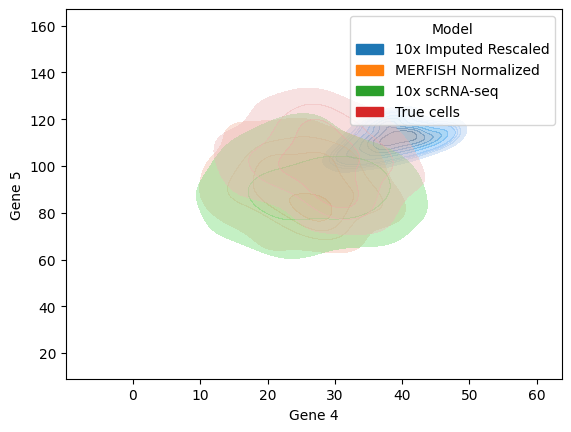 160
140
120
100
80
60
40
20
Gene 5
0
10
20
30
40
50
60
Gene 4
Model
10x Imputed Rescaled
MERFISH Normalized
10x scRNA-seq
True cells